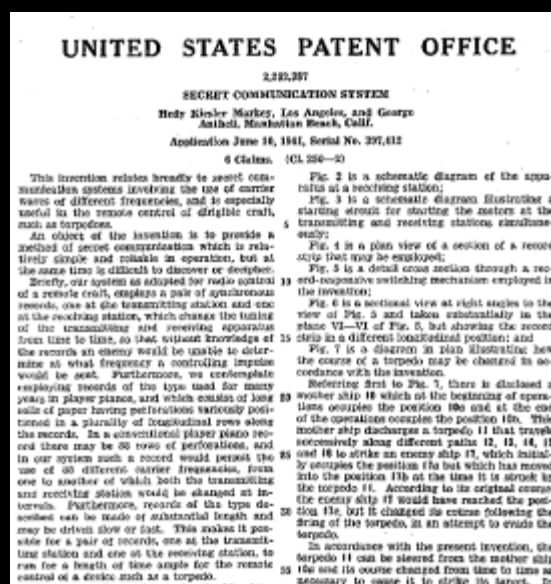 UNITED STATES PATENT OFFICE
2,292,387
SECRET COMMUNICATION SYSTEM
Hedy Kiesler Markey, Los Angeles, and George
Antheil, Manhattan Beach, Calif.
Application June 10, 1941, Serial No. 397,412
6 Claims. (Cl. 250—2)
This invention relates broadly to secret com-
munication systems involving the use of carrier
waves of different frequencies, and is especially
useful in the remote control of dirigible craft,
such as torpedoes.
An object of the invention is to provide a
method of secret communication which is rela-
tively simple and reliable in operation, but at
the same time is difficult to discover or decipher.
Briefly, our system as adapted for radio control
of a remote craft, employs a pair of synchronous
records, one at the transmitting station and one
at the receiving station, which change the tuning
of the transmitting and receiving apparatus
from time to time, so that without knowledge of
the records an enemy would be unable to deter-
mine at what frequency a controlling impulse
would be sent. Furthermore, we contemplate
employing records of the type used for many
years in player pianos, and which consist of long
rolls of paper having perforations variously posi-
tioned in a plurality of longitudinal rows along
the records. In a conventional player piano rec-
ord there may be 88 rows of perforations, and
in our system such a record would permit the
use of 88 different carrier frequencies, from
one to another of which both the transmitting
and receiving station would be changed at in-
tervals. Furthermore, records of the type de-
scribed can be made of substantial length and
may be driven slow or fast. This makes it pos-
sible for a pair of records, one at the transmit-
ting station and one at the receiving station, to
run for a length of time ample for the remote
control of a device such as a torpedo.
Fig. 2 is a schematic diagram of the appa-
ratus at a receiving station;
Fig. 3 is a schematic diagram illustrating a
starting circuit for starting the motors at the
5 transmitting and receiving stations simultane-
ously;
Fig. 4 is a plan view of a section of a record
strip that may be employed;
Fig. 5 is a detail cross section through a rec-
10 ord-responsive switching mechanism employed in
the invention;
Fig. 6 is a sectional view at right angles to the
view of Fig. 5 and taken substantially in the
plane VI—VI of Fig. 5, but showing the record
15 strip in a different longitudinal position; and
Fig. 7 is a diagram in plan illustrating how
the course of a torpedo may be changed in ac-
cordance with the invention.
Referring first to Fig. 7, there is disclosed a
20 mother ship 10 which at the beginning of opera-
tions occupies the position 10a and at the end
of the operations occupies the position 10b. This
mother ship discharges a torpedo 11 that travels
successively along different paths 12, 13, 14, 15
25 and 16 to strike an enemy ship 17, which initial-
ly occupies the position 17a but which has moved
into the position 17b at the time it is struck by
the torpedo 11. According to its original course,
the enemy ship 17 would have reached the posi-
30 tion 17c, but it changed its course following the
firing of the torpedo, in an attempt to evade the
torpedo.
In accordance with the present invention, the
torpedo 11 can be steered from the mother ship
35 10a and its course changed from time to time as
necessary to cause it to strike its target.